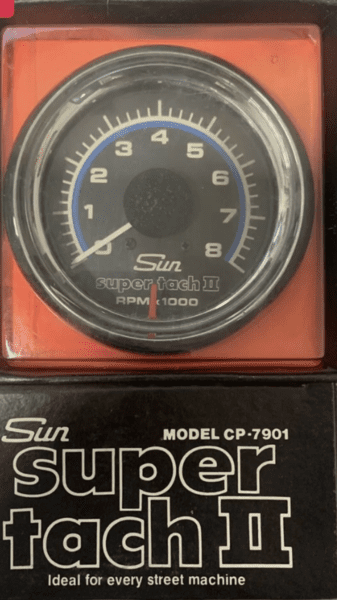 4
3 5
2 6
1 7
0 8
Sun
super tach II
RPM x 1000
Sun
MODEL CP-7901
super
tach II
Ideal for every street machine